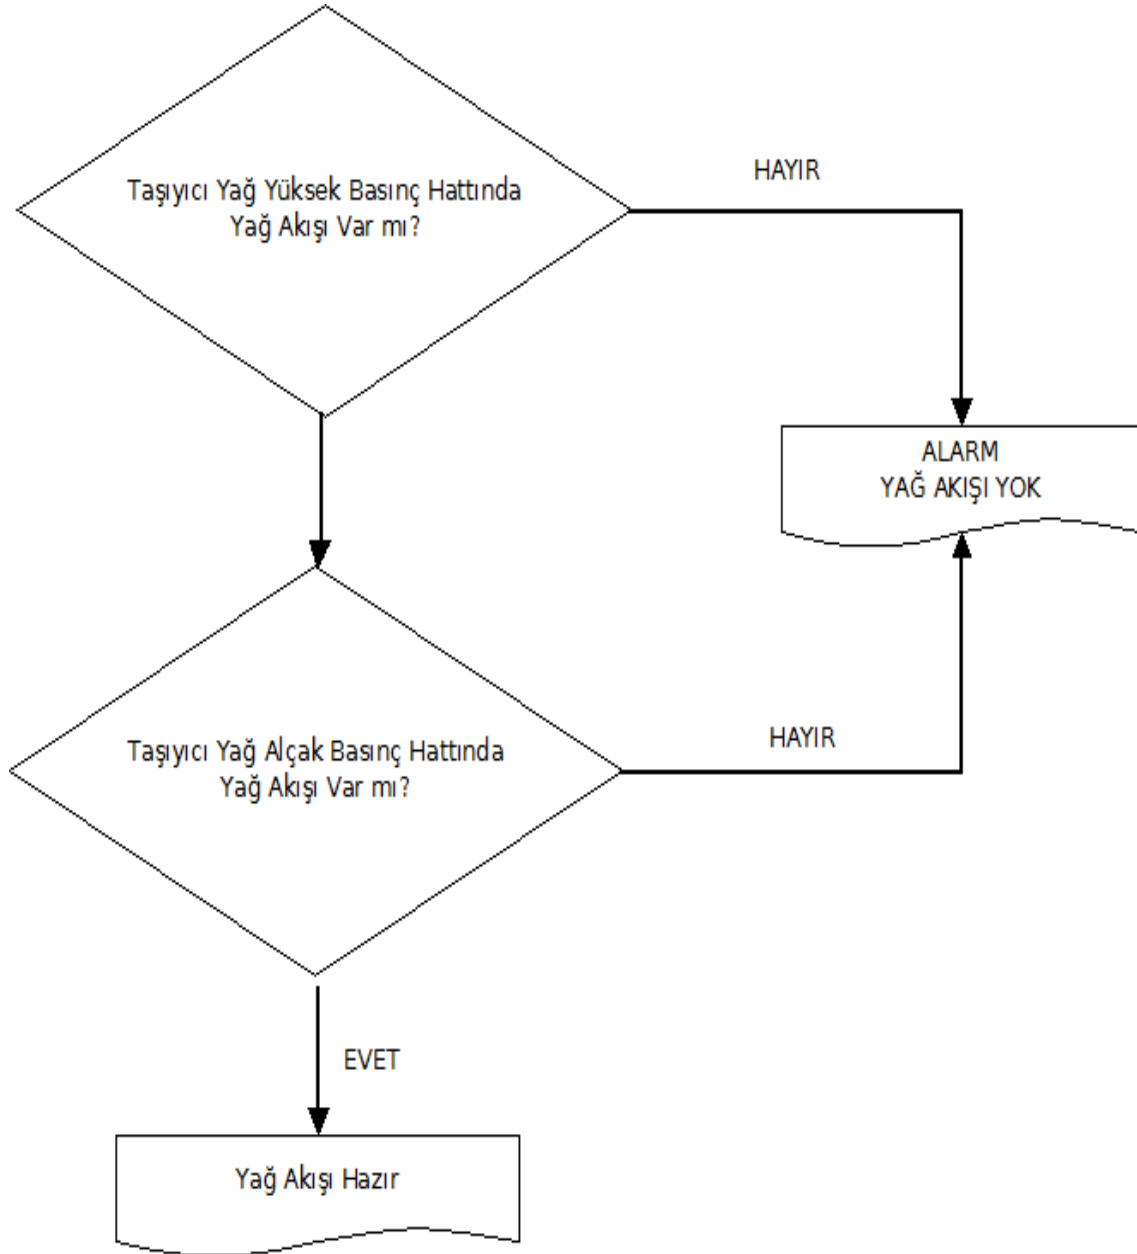 Taşıyıcı Yağ Yüksek Basınç Hattında
Yağ Akışı Var mı?
HAYIR
ALARM
YAĞ AKIŞI YOK
Taşıyıcı Yağ Alçak Basınç Hattında
Yağ Akışı Var mı?
HAYIR
EVET
Yağ Akışı Hazır